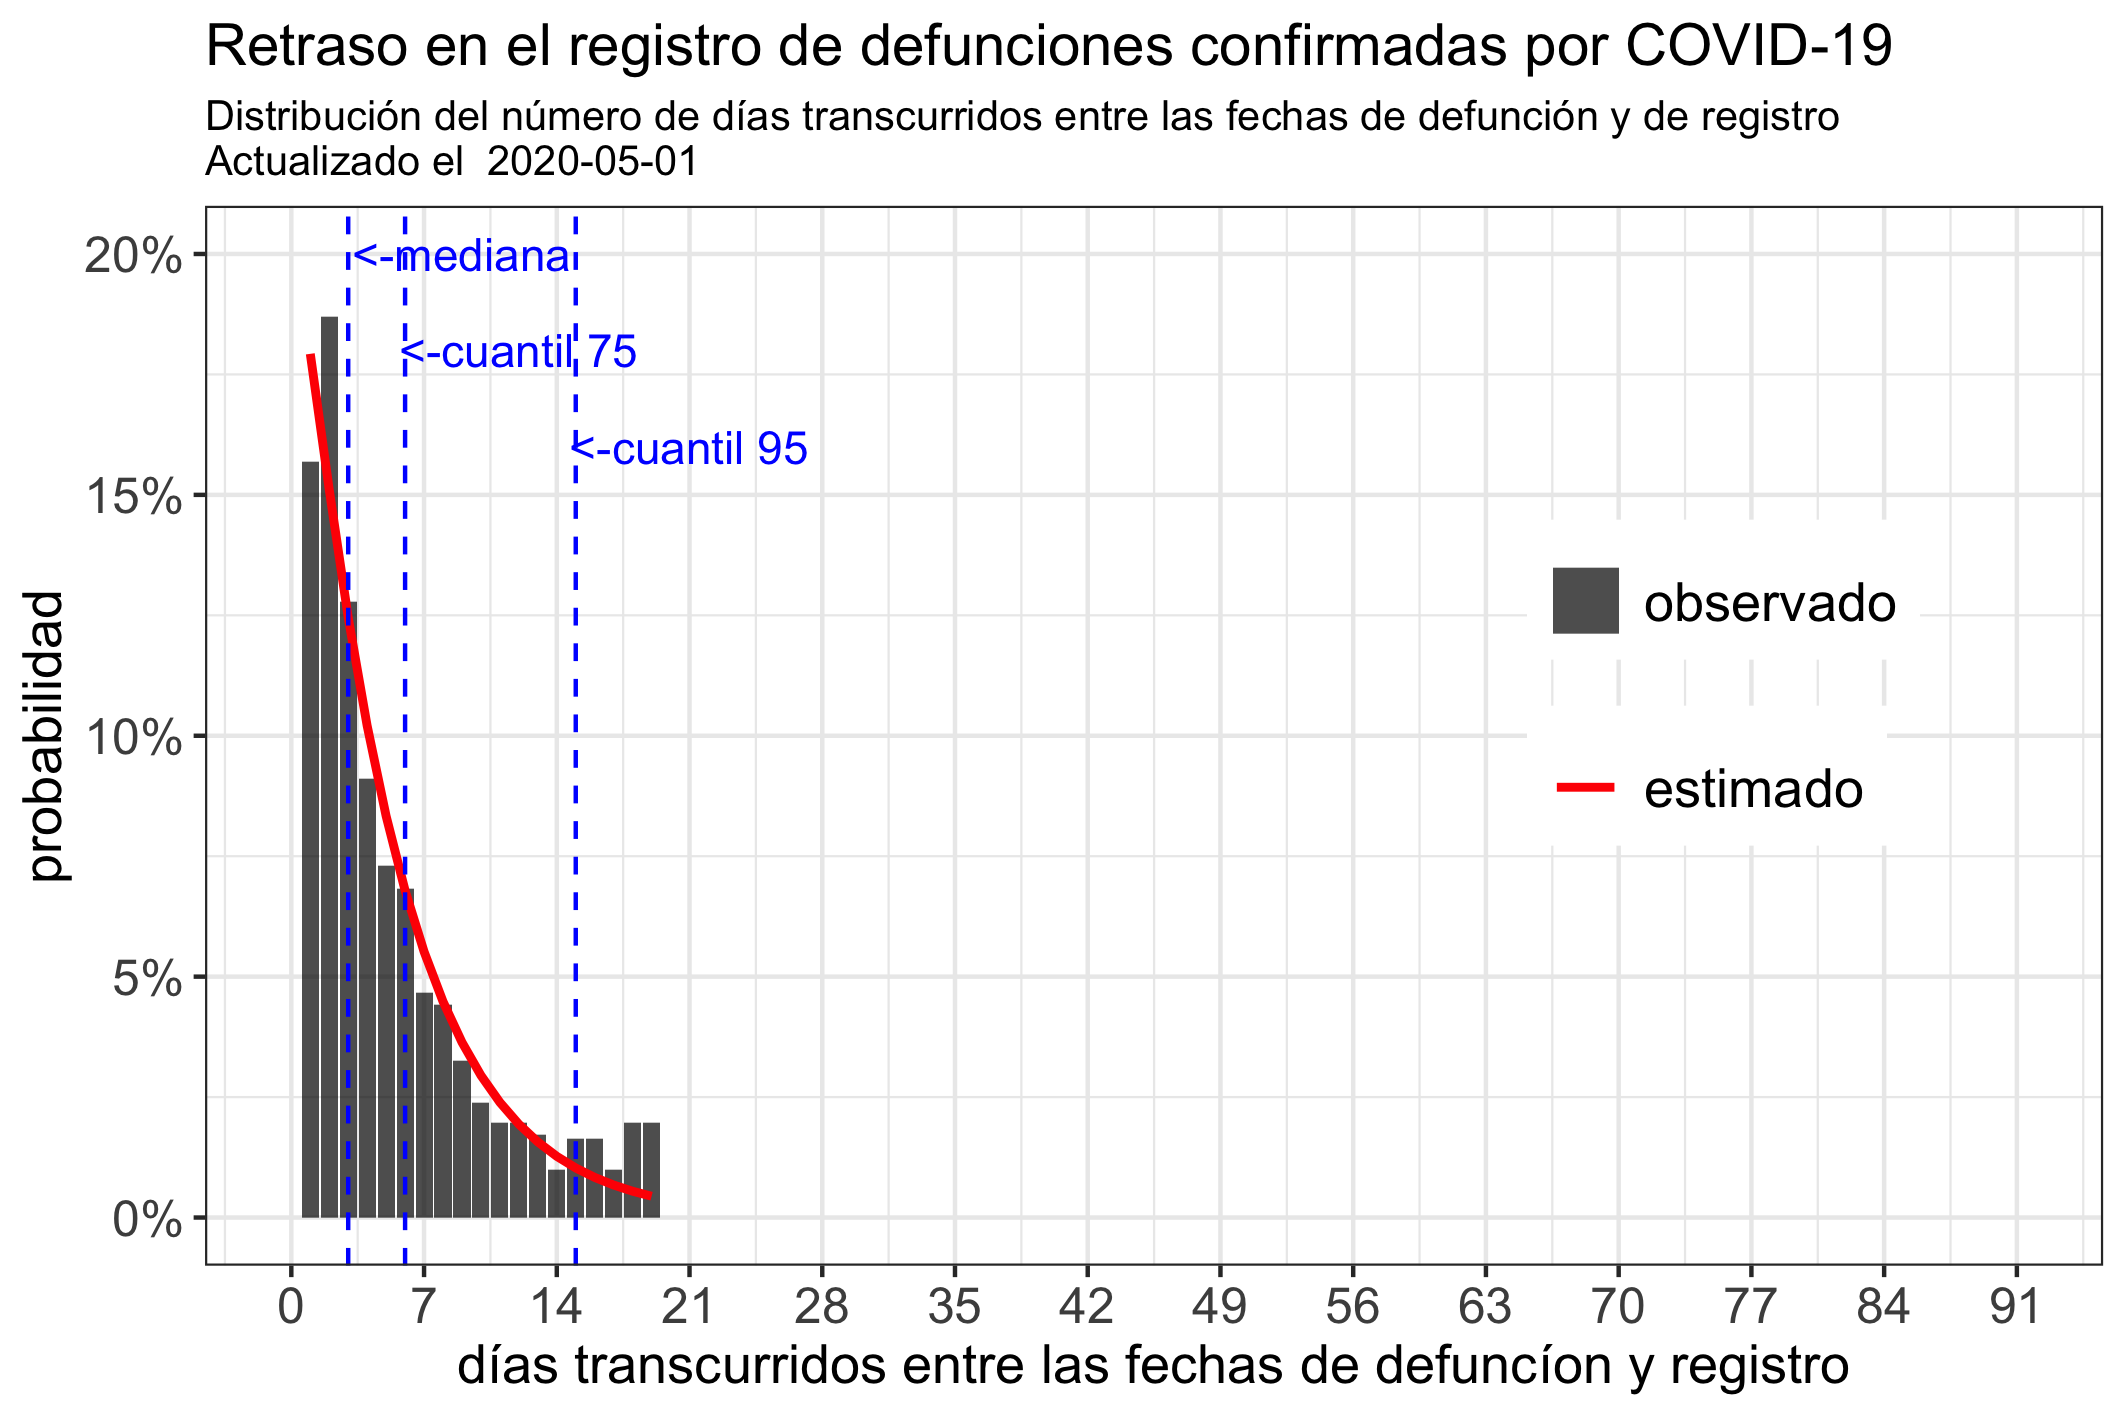 Retraso en el registro de defunciones confirmadas por COVID-19
Distribución del número de días transcurridos entre las fechas de defunción y de registro
Actualizado el  2020-05-01
20%
15%
10%
5%
0%
probabilidad
<-mediana
<-cuantil 75
<-cuantil 95
observado
estimado
0 7 14 21 28 35 42 49 56 63 70 77 84 91
días transcurridos entre las fechas de defuncíon y registro